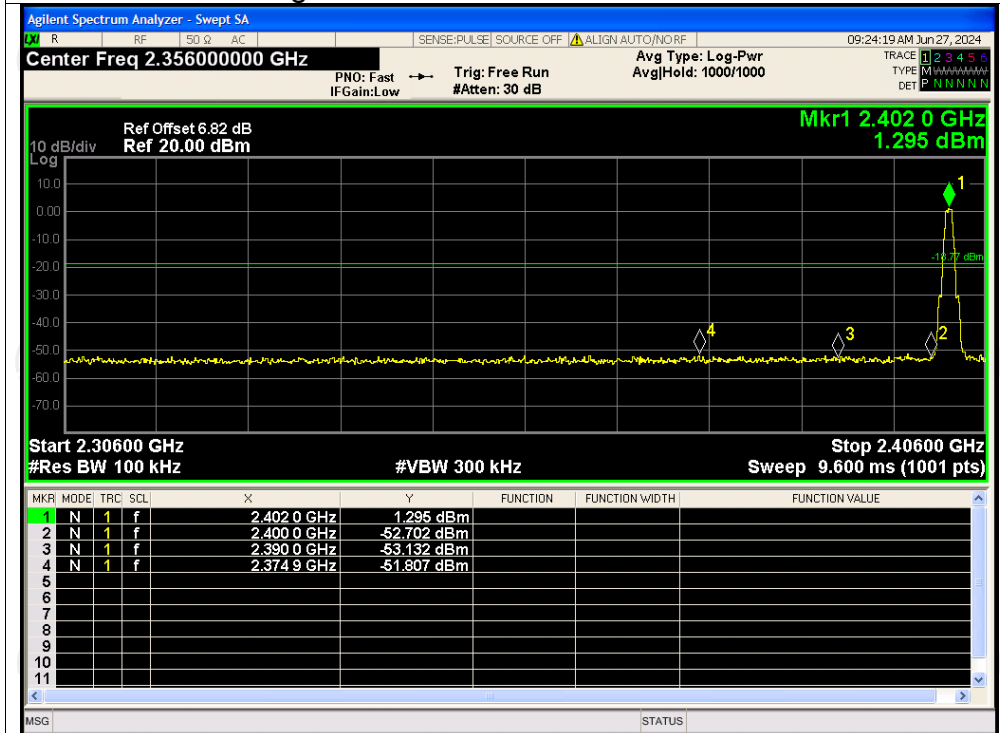 Agilent Spectrum Analyzer - Swept SA
LXI R RF 50 Ω AC SENSE:PULSE SOURCE OFF ALIGN AUTO/NO RF 09:24:19 AM Jun 27, 2024
Center Freq 2.356000000 GHz Avg Type: Log-Pwr TRACE 1 2 3 4 5 6
PNO: Fast Trig: Free Run Avg|Hold: 1000/1000 TYPE M
IFGain:Low #Atten: 30 dB DET P N N N N N
Mkr1 2.402 0 GHz
Ref Offset 6.82 dB
10 dB/div Ref 20.00 dBm 1.295 dBm
Log
10.0 1
0.00
-10.0
-20.0 -18.77 dBm
-30.0
-40.0
4 3 2
-50.0
-60.0
-70.0
Start 2.30600 GHz Stop 2.40600 GHz
#Res BW 100 kHz #VBW 300 kHz Sweep 9.600 ms (1001 pts)
MKR MODE TRC SCL X Y FUNCTION FUNCTION WIDTH FUNCTION VALUE
1 N 1 f 2.402 0 GHz 1.295 dBm
2 N 1 f 2.400 0 GHz -52.702 dBm
3 N 1 f 2.390 0 GHz -53.132 dBm
4 N 1 f 2.374 9 GHz -51.807 dBm
5
6
7
8
9
10
11
MSG STATUS